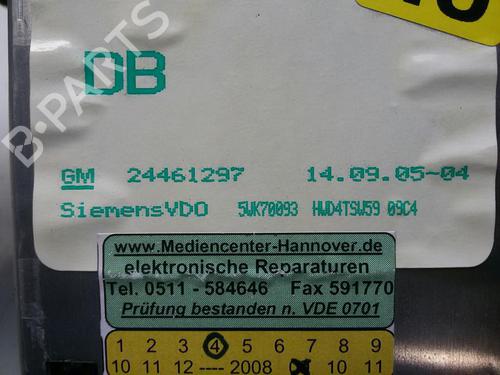 DB
B-PARTS
GM 24461297 14.09.05-04
SiemensVDO 5WK70093 HWD4TSW59 09C4
www.Mediencenter-Hannover.de
elektronische Reparaturen
Tel. 0511 - 584646 Fax 591770
Prüfung bestanden n. VDE 0701
1 2 3 4 5 6 7 8 9
10 11 12 ---- 2008 10 11